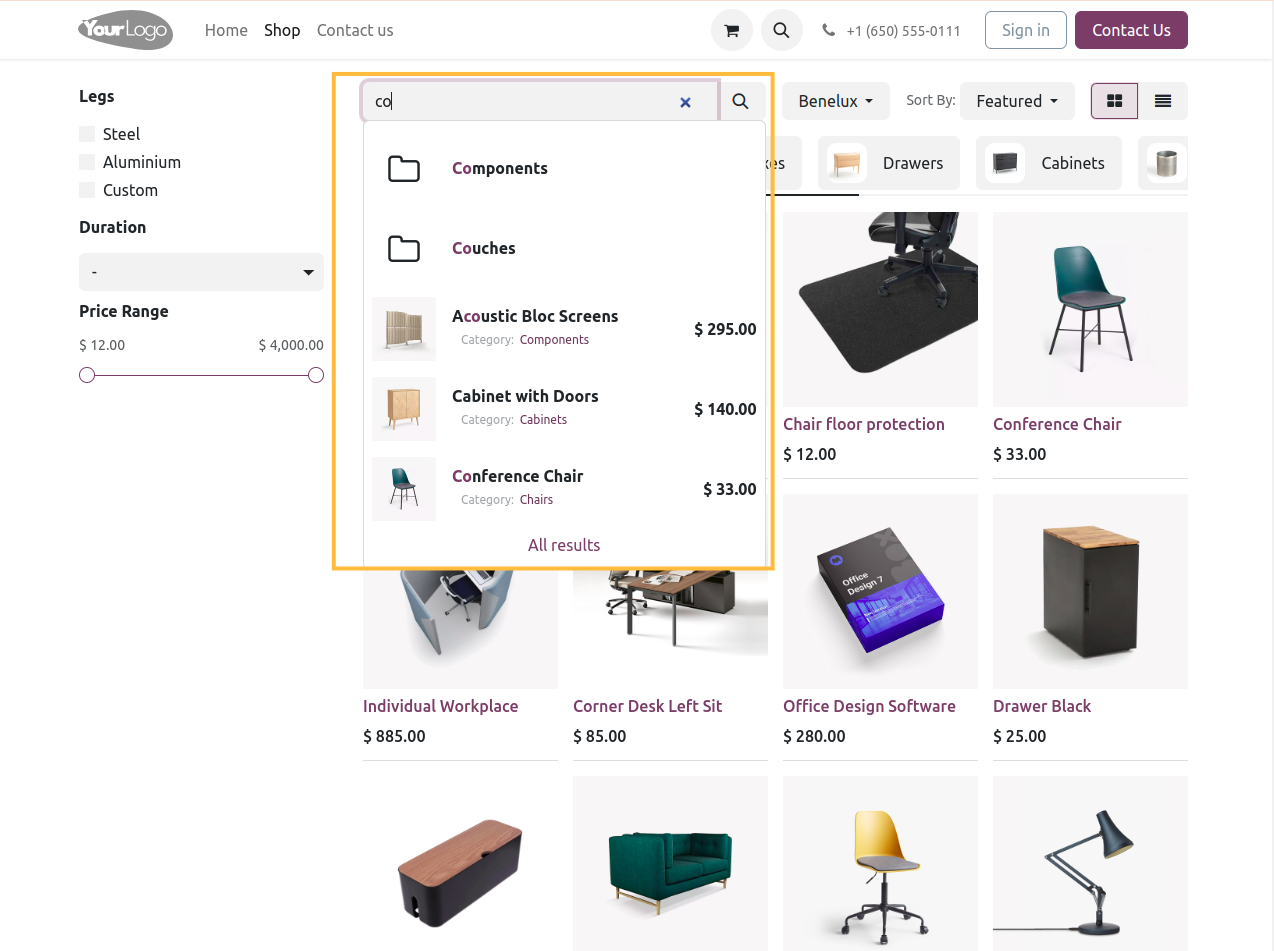 YourLogo
Home
Shop
Contact us
+1 (650) 555-0111
Sign in
Contact Us
Legs
Steel
Aluminium
Custom
Duration
-
Price Range
$ 12.00
$ 4,000.00
co
Benelux
Sort By:
Featured
Drawers
Cabinets
Components
Couches
Acoustic Bloc Screens
Category: Components
$ 295.00
Cabinet with Doors
Category: Cabinets
$ 140.00
Conference Chair
Category: Chairs
$ 33.00
All results
Chair floor protection
$ 12.00
Conference Chair
$ 33.00
Office
Design 7
Individual Workplace
$ 885.00
Corner Desk Left Sit
$ 85.00
Office Design Software
$ 280.00
Drawer Black
$ 25.00